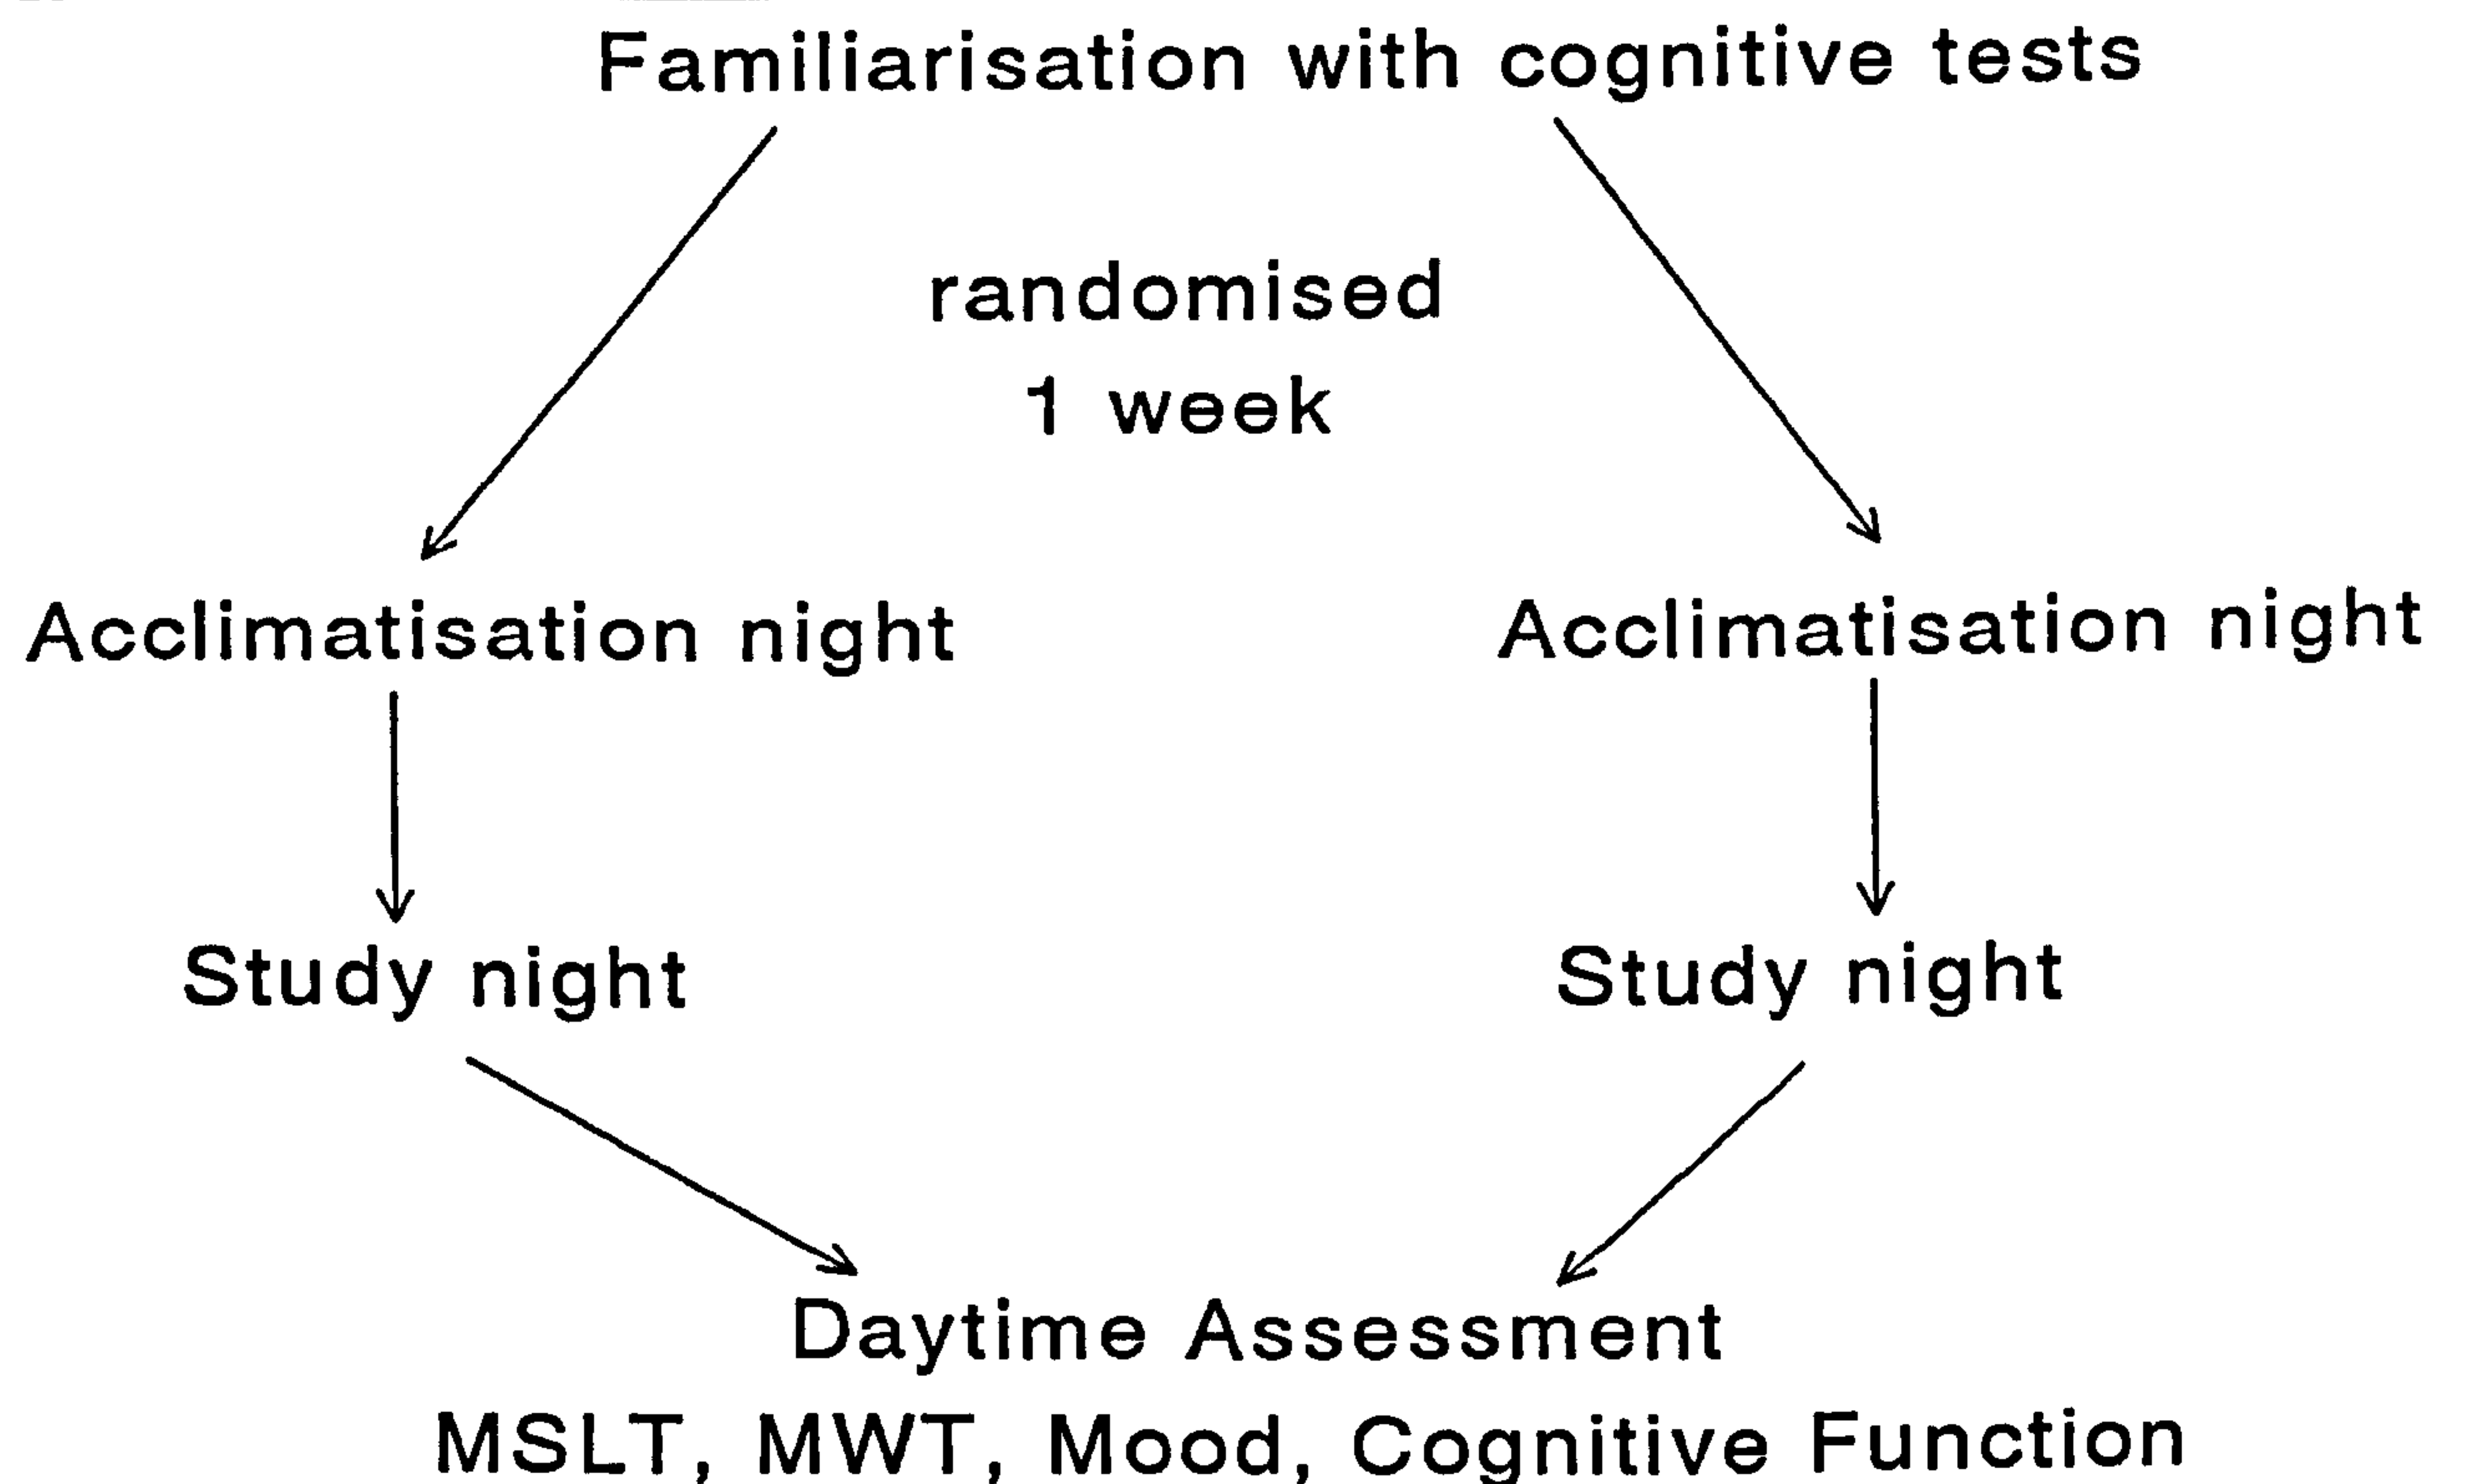 Familiarisation with cognitive tests
randomised
1 week
Acclimatisation night
Acclimatisation night
Study night
Study night
Daytime Assessment
MSLT, MWT, Mood, Cognitive Function